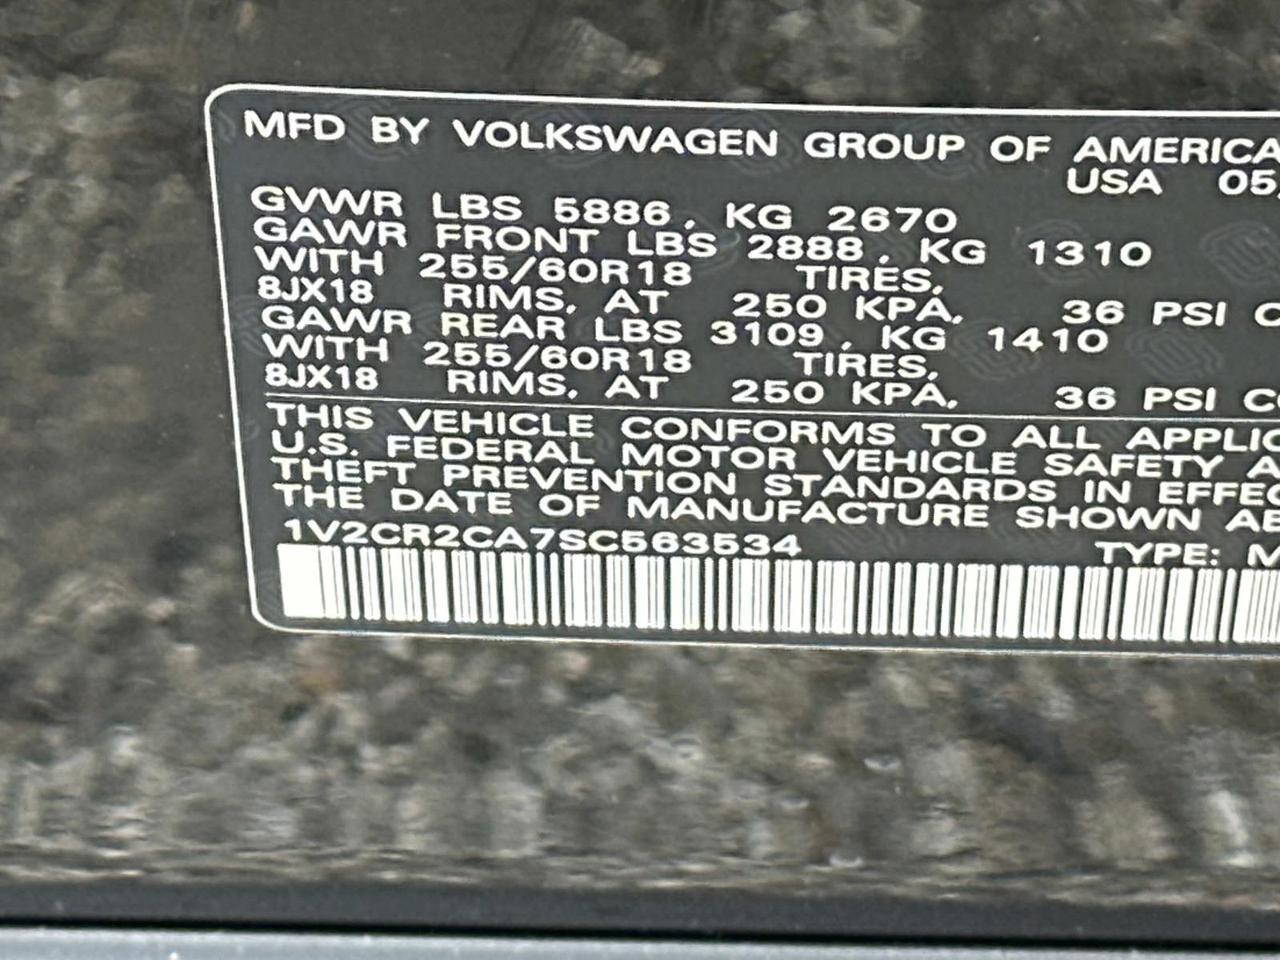 MFD BY VOLKSWAGEN GROUP OF AMERICA
USA 05
GVWR LBS 5886, KG 2670
GAWR FRONT LBS 2888, KG 1310
WITH 255/60R18 TIRES,
8JX18 RIMS, AT 250 KPA, 36 PSI
GAWR REAR LBS 3109, KG 1410
WITH 255/60R18 TIRES,
8JX18 RIMS, AT 250 KPA, 36 PSI
THIS VEHICLE CONFORMS TO ALL
U.S. FEDERAL MOTOR VEHICLE SAFETY
THEFT PREVENTION STANDARDS IN
THE DATE OF MANUFACTURE SHOWN
1V2CR2CA7SC563534 TYPE: M